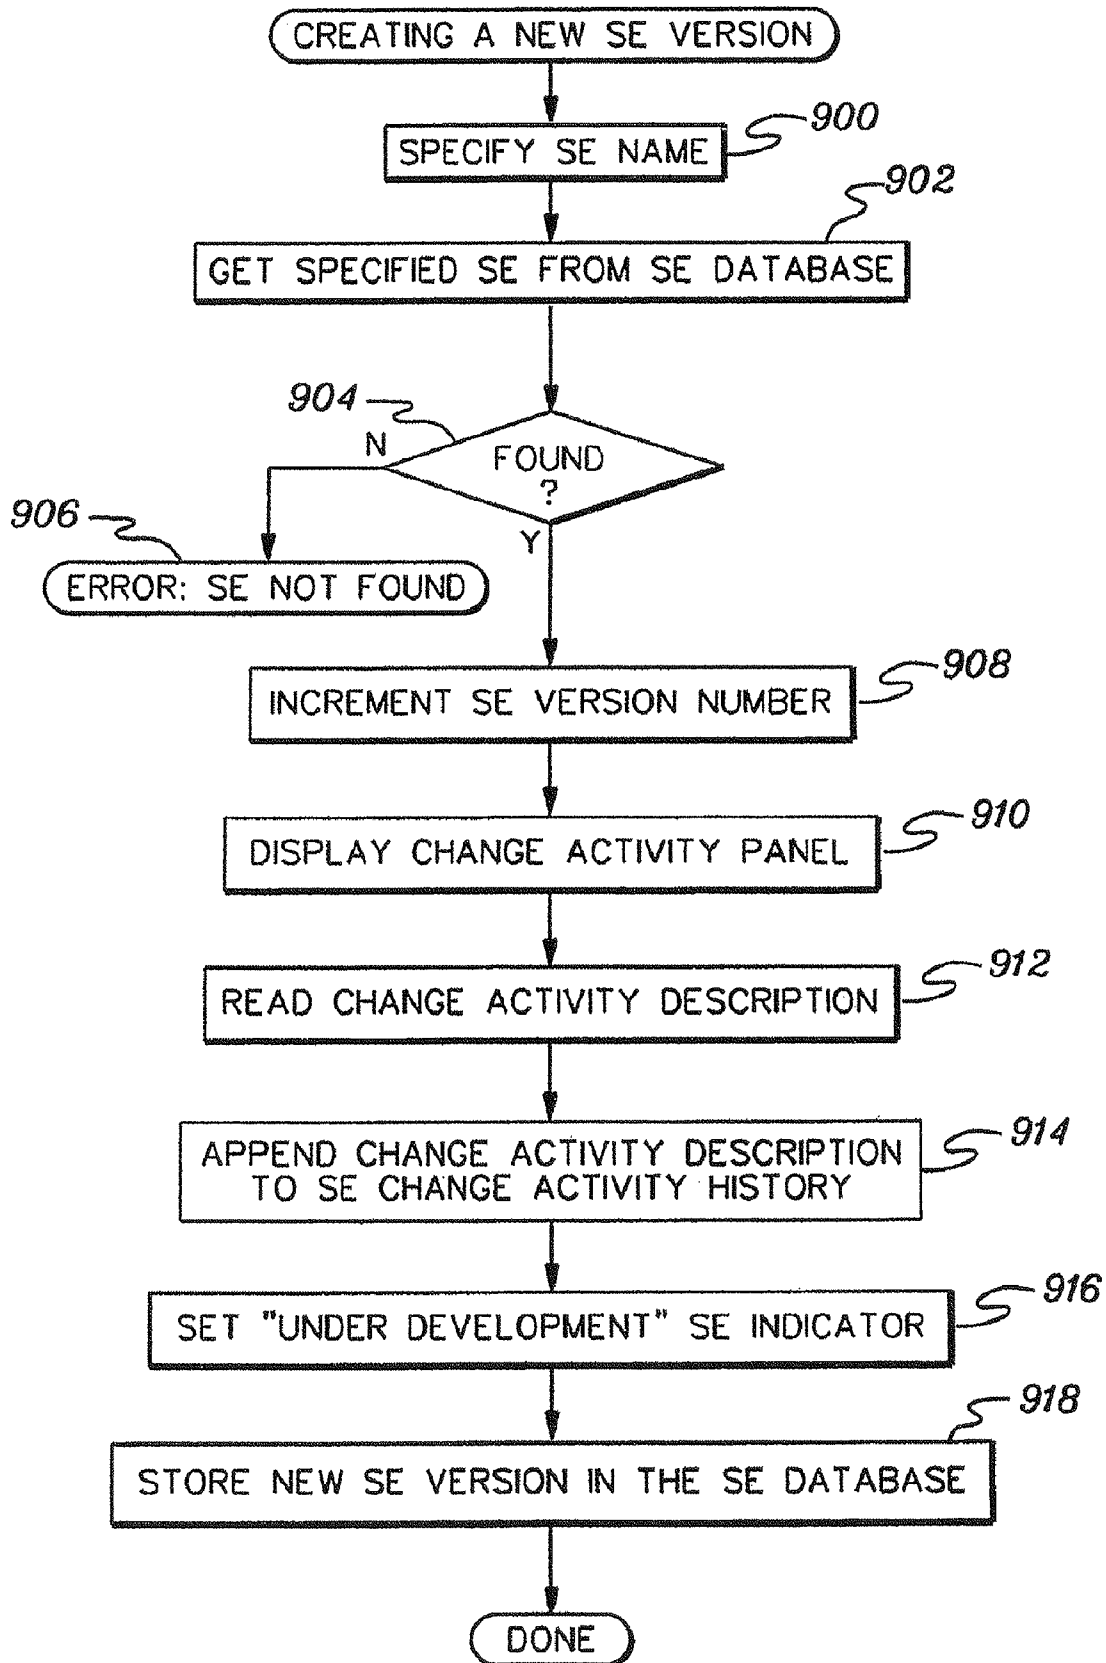 CREATING A NEW SE VERSION
900
SPECIFY SE NAME
902
GET SPECIFIED SE FROM SE DATABASE
904
N
FOUND
?
906
Y
ERROR: SE NOT FOUND
908
INCREMENT SE VERSION NUMBER
910
DISPLAY CHANGE ACTIVITY PANEL
912
READ CHANGE ACTIVITY DESCRIPTION
914
APPEND CHANGE ACTIVITY DESCRIPTION
TO SE CHANGE ACTIVITY HISTORY
916
SET "UNDER DEVELOPMENT" SE INDICATOR
918
STORE NEW SE VERSION IN THE SE DATABASE
DONE